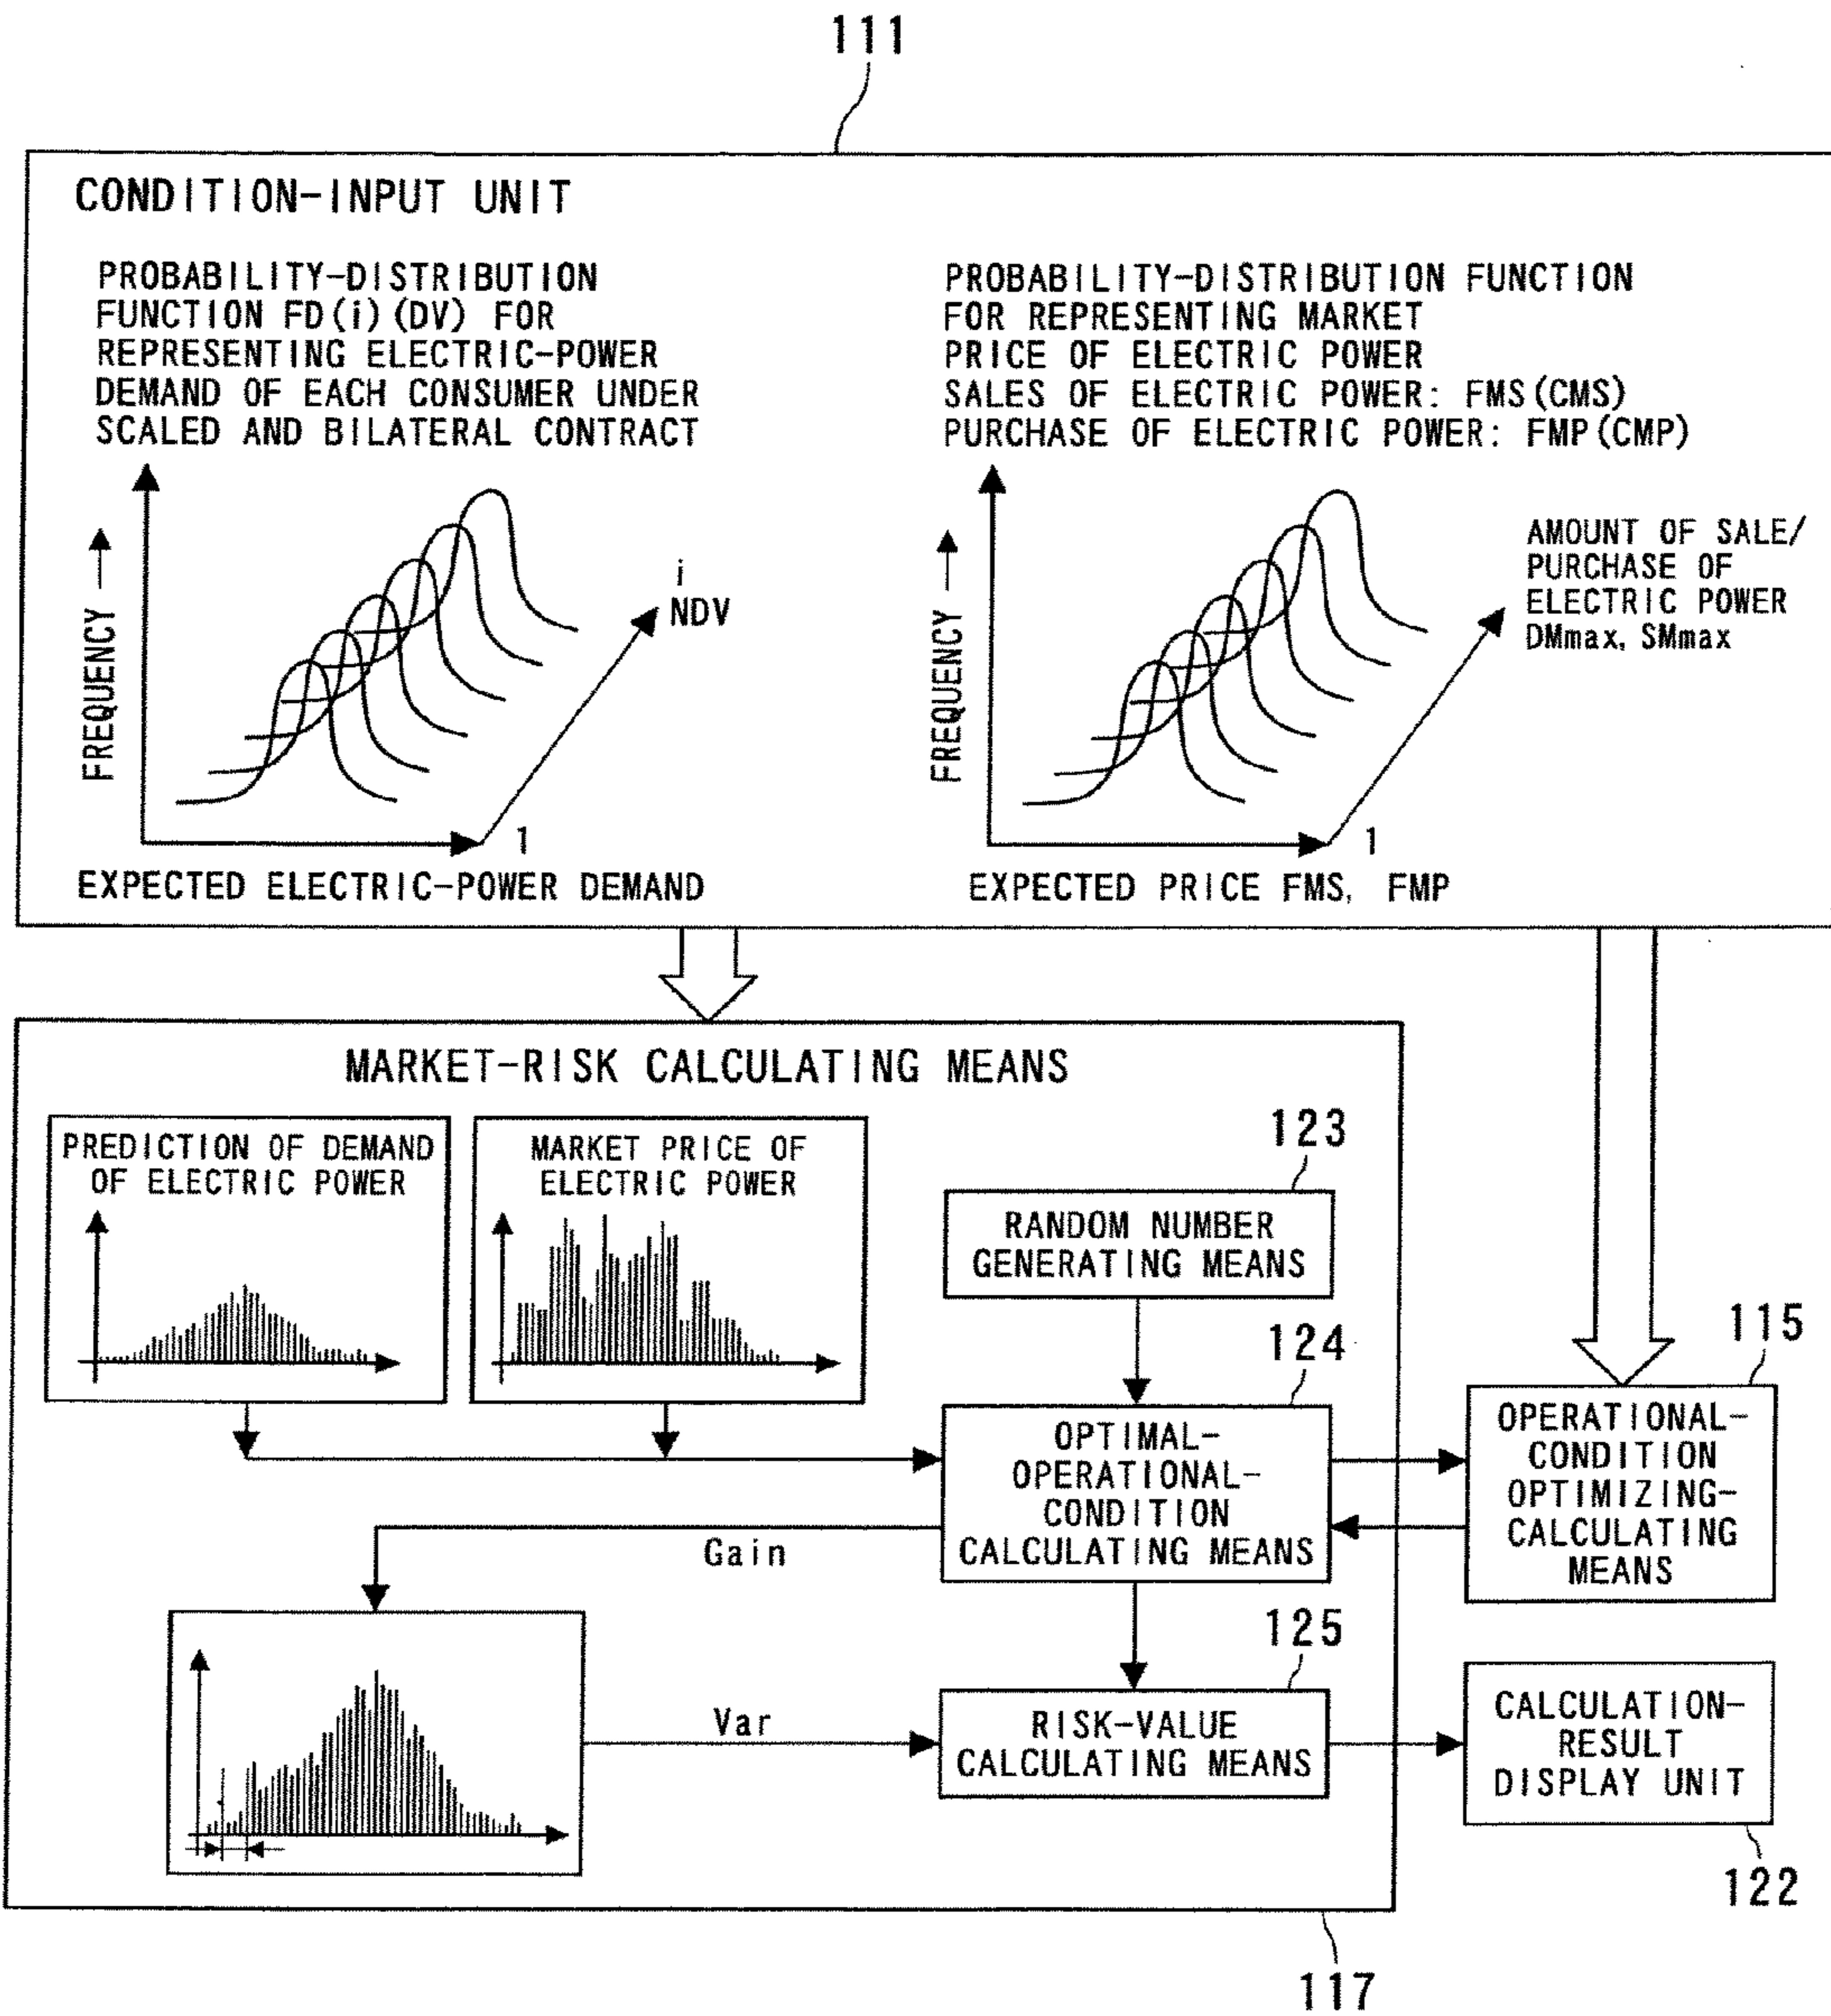 111
CONDITION-INPUT UNIT
PROBABILITY-DISTRIBUTION
FUNCTION FD(i)(DV) FOR
REPRESENTING ELECTRIC-POWER
DEMAND OF EACH CONSUMER UNDER
SCALED AND BILATERAL CONTRACT
FREQUENCY
i
NDV
1
EXPECTED ELECTRIC-POWER DEMAND
PROBABILITY-DISTRIBUTION FUNCTION
FOR REPRESENTING MARKET
PRICE OF ELECTRIC POWER
SALES OF ELECTRIC POWER: FMS(CMS)
PURCHASE OF ELECTRIC POWER: FMP(CMP)
FREQUENCY
AMOUNT OF SALE/
PURCHASE OF
ELECTRIC POWER
DMmax, SMmax
1
EXPECTED PRICE FMS, FMP
MARKET-RISK CALCULATING MEANS
PREDICTION OF DEMAND
OF ELECTRIC POWER
MARKET PRICE OF
ELECTRIC POWER
123
RANDOM NUMBER
GENERATING MEANS
124
OPTIMAL-
OPERATIONAL-
CONDITION
CALCULATING MEANS
115
OPERATIONAL-
CONDITION
OPTIMIZING-
CALCULATING
MEANS
Gain
Var
125
RISK-VALUE
CALCULATING MEANS
CALCULATION-
RESULT
DISPLAY UNIT
122
117